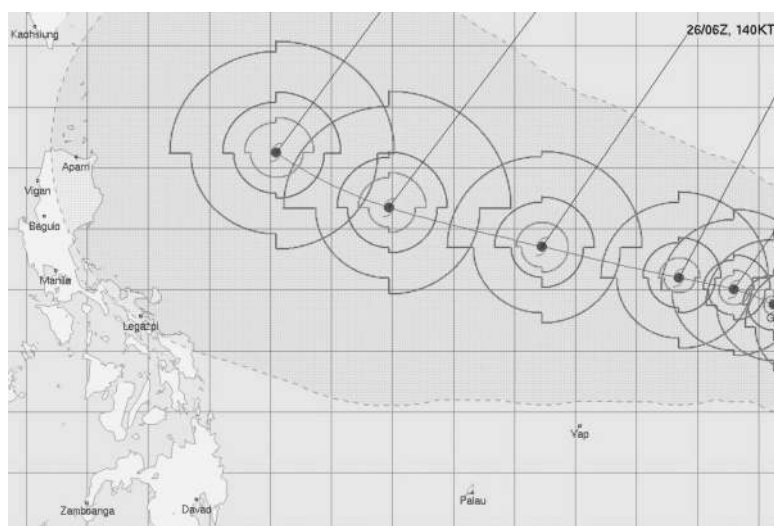 26/06Z, 140KT
Kaohsiung
Aparri
Vigan
Baguio
Manila
G
Legazpi
Yap
Palau
Zamboanga
Davao